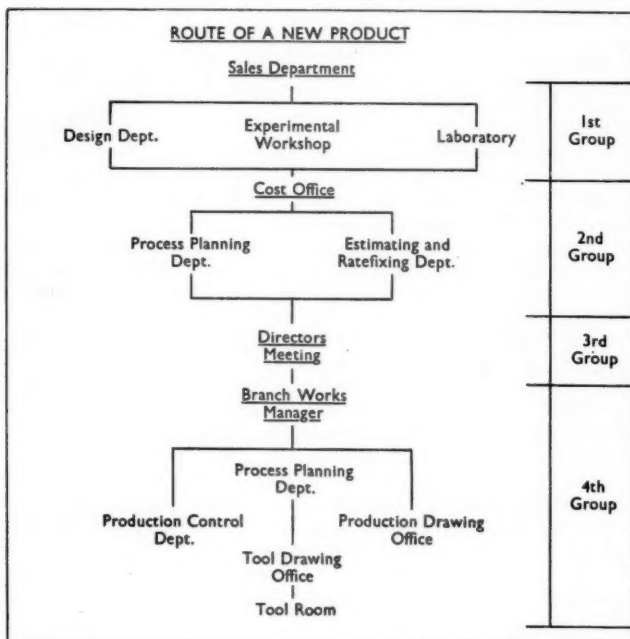 ROUTE OF A NEW PRODUCT
Sales Department
Design Dept.
Experimental
Workshop
Laboratory
1st
Group
Cost Office
Process Planning
Dept.
Estimating and
Ratefixing Dept.
2nd
Group
Directors
Meeting
3rd
Group
Branch Works
Manager
Process Planning
Dept.
Production Control
Dept.
Production Drawing
Office
4th
Group
Tool Drawing
Office
Tool Room